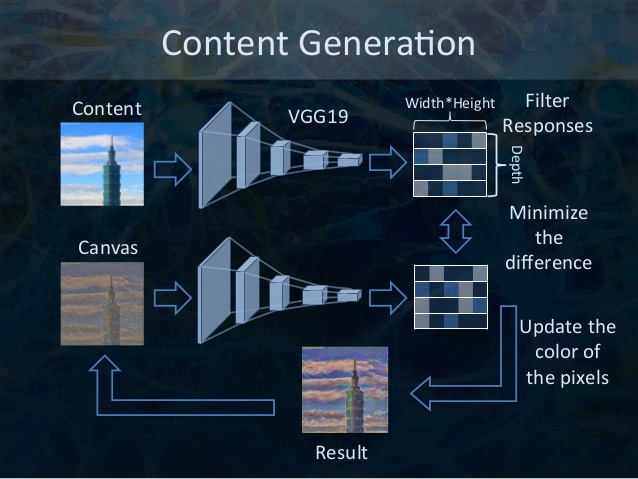 Content Generation
Content
VGG19
Width*Height
Filter
Responses
Depth
Canvas
Minimize
the
difference
Update the
color of
the pixels
Result